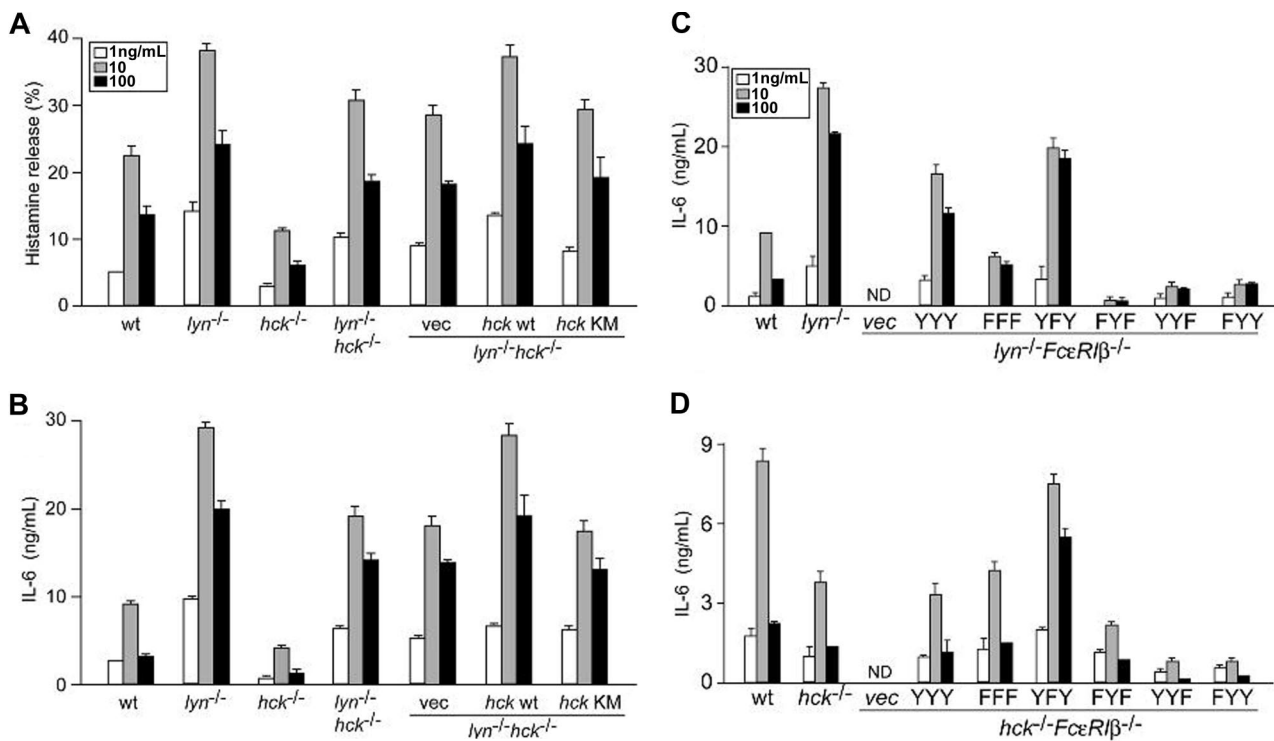 A
1ng/mL
10
100
Histamine release (%)
40
30
20
10
0
wt
lyn⁻/⁻
hck⁻/⁻
lyn⁻/⁻
hck⁻/⁻
vec
hck wt
hck KM
lyn⁻/⁻hck⁻/⁻
B
IL-6 (ng/mL)
30
20
10
0
wt
lyn⁻/⁻
hck⁻/⁻
lyn⁻/⁻
hck⁻/⁻
vec
hck wt
hck KM
lyn⁻/⁻hck⁻/⁻
C
1ng/mL
10
100
IL-6 (ng/mL)
30
20
10
0
ND
wt
lyn⁻/⁻
vec
YYY
FFF
YFY
FYF
YYF
FYY
lyn⁻/⁻FcεRIβ⁻/⁻
D
IL-6 (ng/mL)
9
6
3
0
ND
wt
hck⁻/⁻
vec
YYY
FFF
YFY
FYF
YYF
FYY
hck⁻/⁻FcεRIβ⁻/⁻